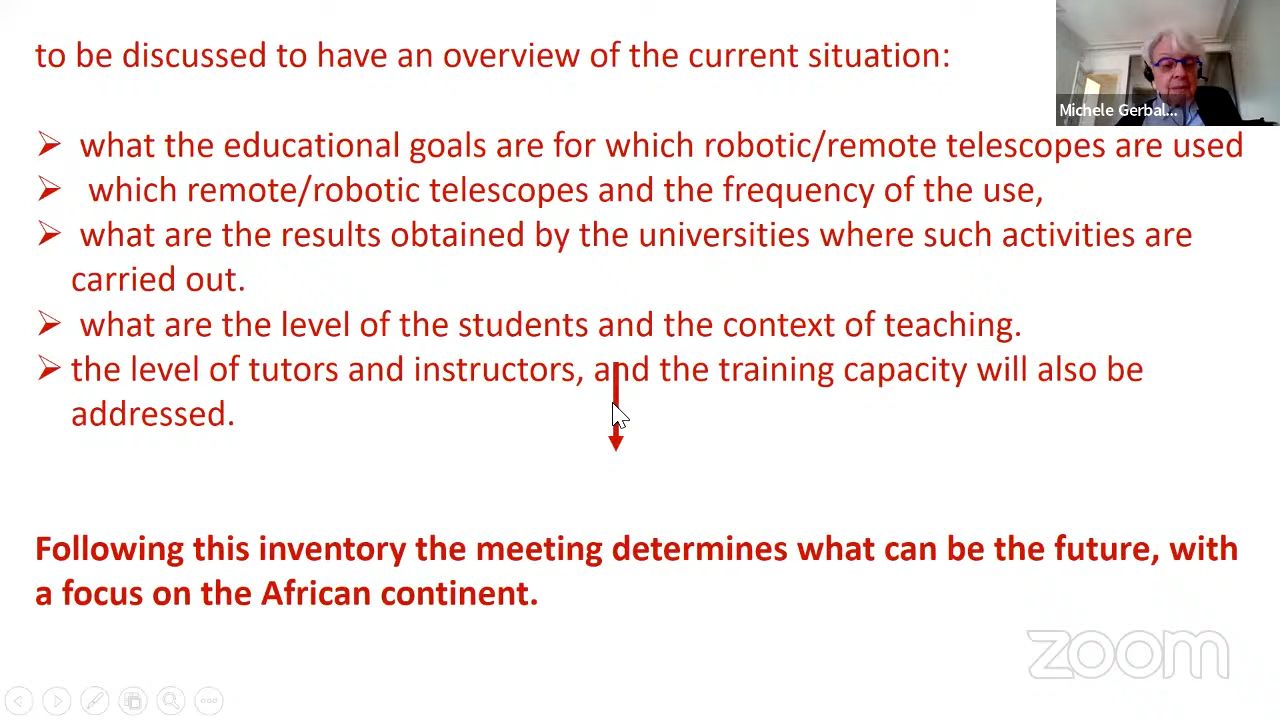 to be discussed to have an overview of the current situation:
Michele Gerbal...
➢ what the educational goals are for which robotic/remote telescopes are used
➢ which remote/robotic telescopes and the frequency of the use,
➢ what are the results obtained by the universities where such activities are
carried out.
➢ what are the level of the students and the context of teaching.
➢ the level of tutors and instructors, and the training capacity will also be
addressed.
Following this inventory the meeting determines what can be the future, with
a focus on the African continent.
zoom